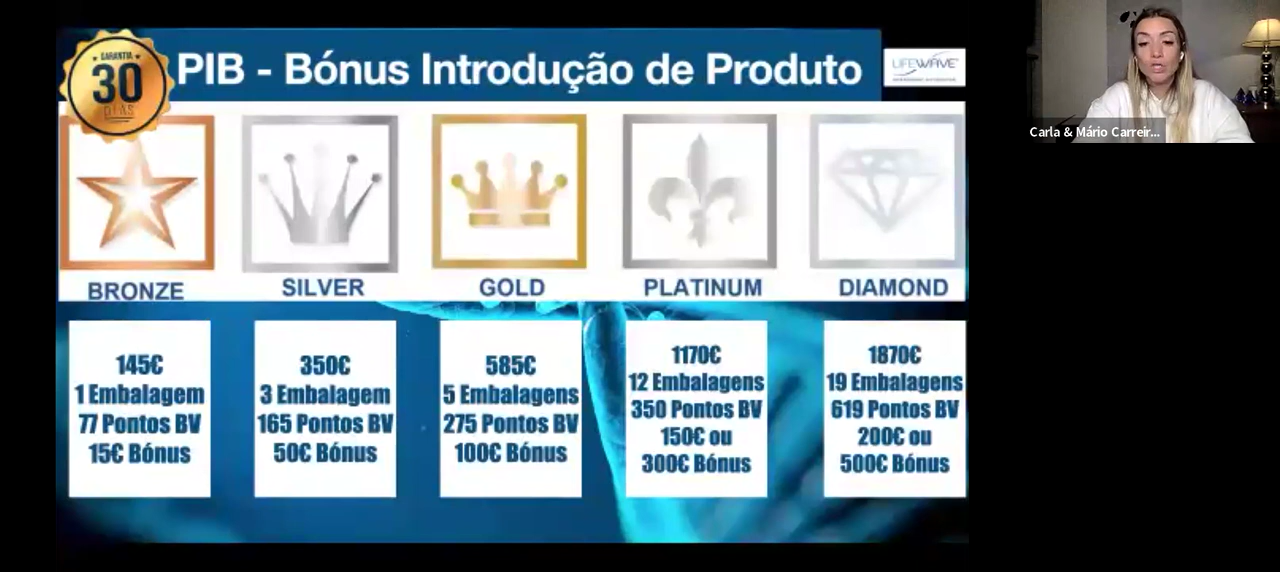 GARANTIA
30
DIAS
PIB - Bónus Introdução de Produto
LIFEWAVE
Carla & Mário Carreir...
BRONZE
SILVER
GOLD
PLATINUM
DIAMOND
145€
1 Embalagem
77 Pontos BV
15€ Bónus
350€
3 Embalagem
165 Pontos BV
50€ Bónus
585€
5 Embalagens
275 Pontos BV
100€ Bónus
1170€
12 Embalagens
350 Pontos BV
150€ ou
300€ Bónus
1870€
19 Embalagens
619 Pontos BV
200€ ou
500€ Bónus